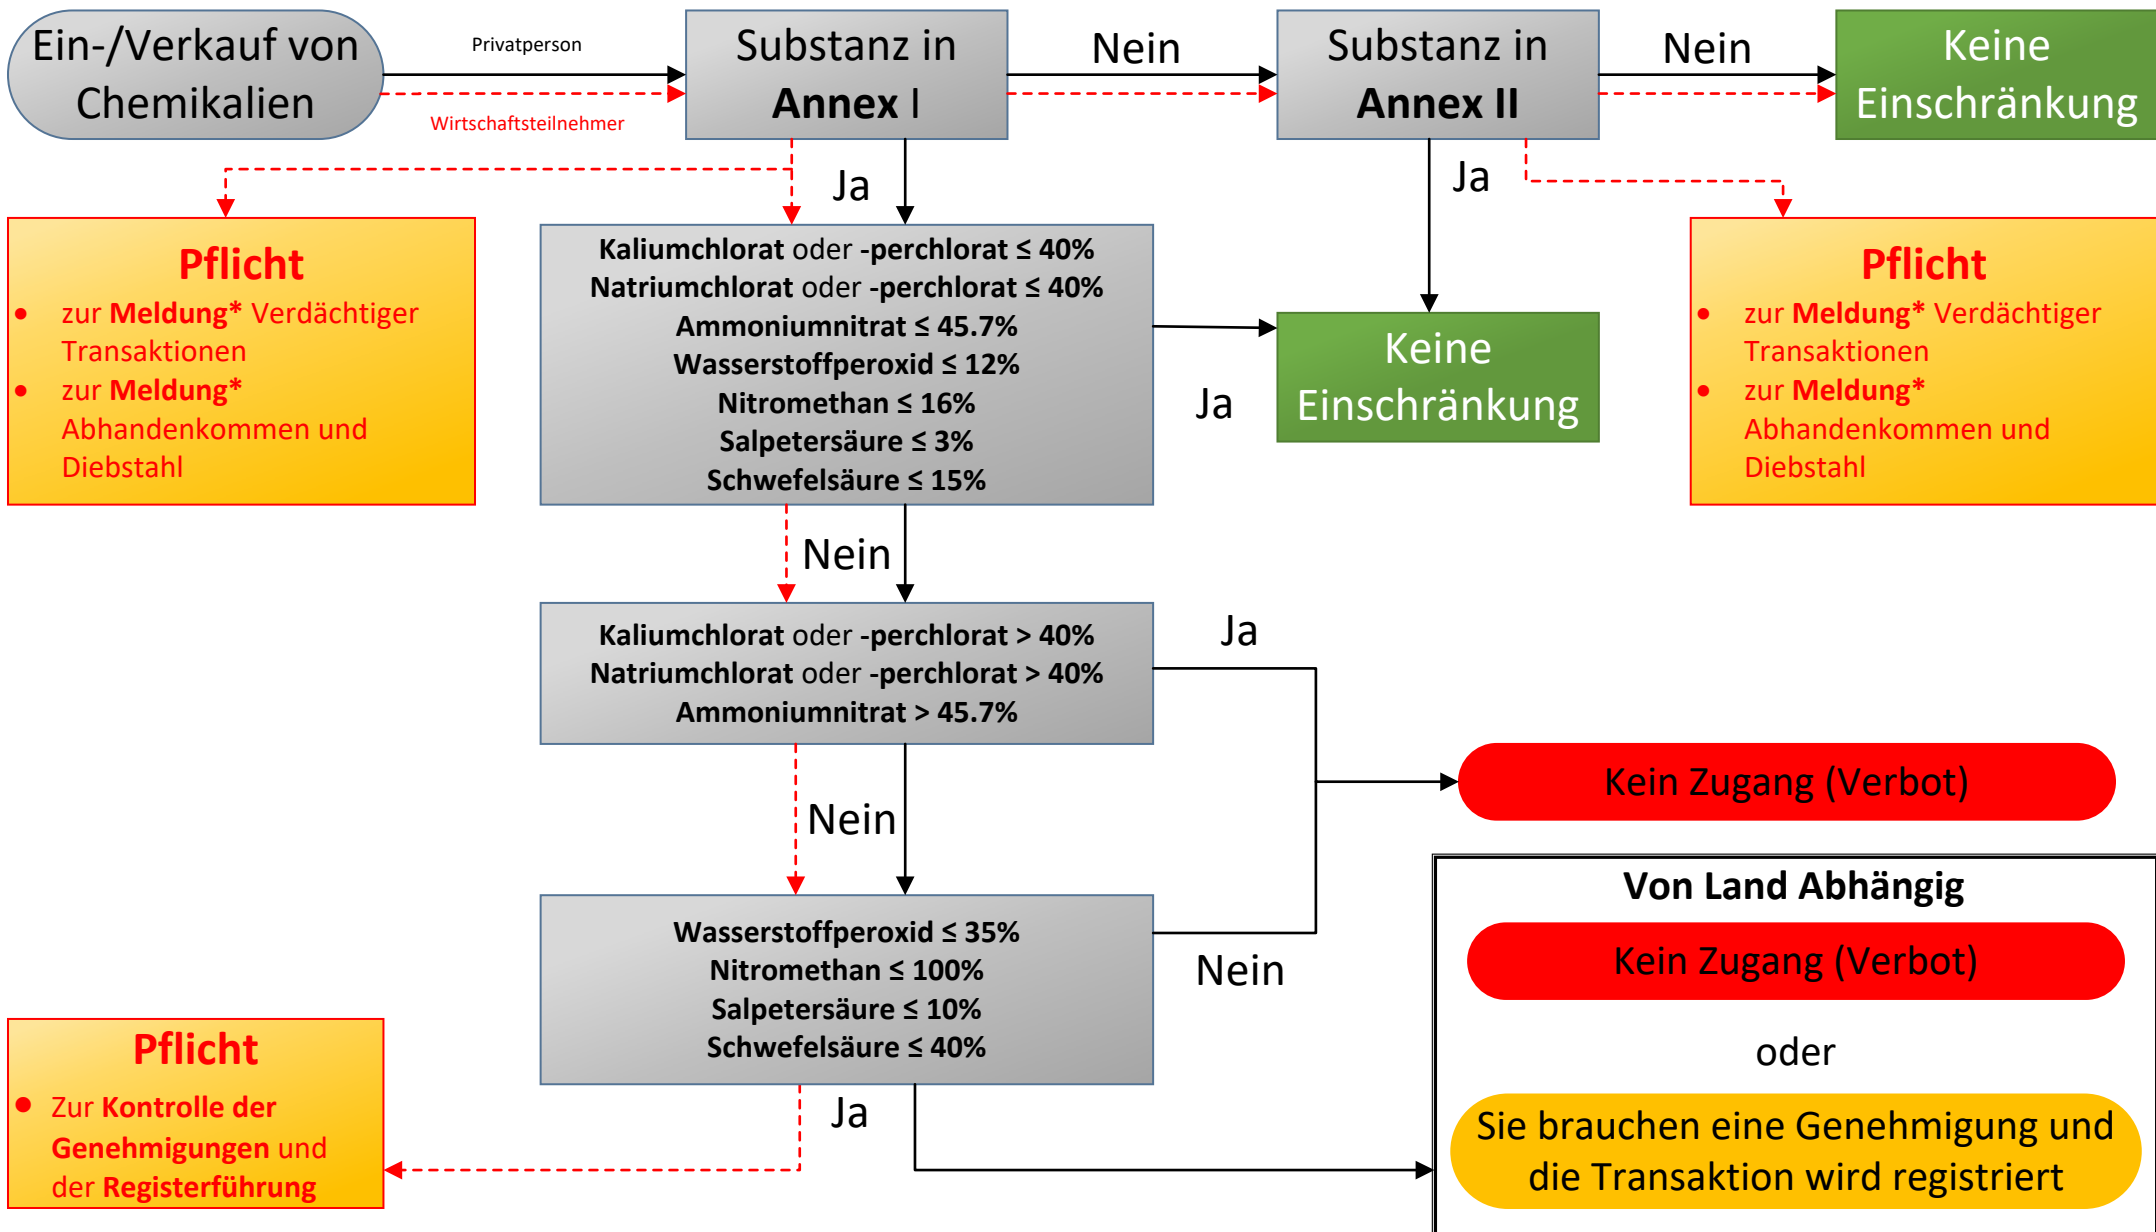 Ein-/Verkauf von
Chemikalien
Privatperson
Wirtschaftsteilnehmer
Substanz in
Annex I
Nein
Substanz in
Annex II
Nein
Keine
Einschränkung
Ja
Ja
Pflicht
• zur Meldung* Verdächtiger
Transaktionen
• zur Meldung*
Abhandenkommen und
Diebstahl
Kaliumchlorat oder -perchlorat ≤ 40%
Natriumchlorat oder -perchlorat ≤ 40%
Ammoniumnitrat ≤ 45.7%
Wasserstoffperoxid ≤ 12%
Nitromethan ≤ 16%
Salpetersäure ≤ 3%
Schwefelsäure ≤ 15%
Ja
Keine
Einschränkung
Pflicht
• zur Meldung* Verdächtiger
Transaktionen
• zur Meldung*
Abhandenkommen und
Diebstahl
Nein
Kaliumchlorat oder -perchlorat > 40%
Natriumchlorat oder -perchlorat > 40%
Ammoniumnitrat > 45.7%
Ja
Kein Zugang (Verbot)
Nein
Wasserstoffperoxid ≤ 35%
Nitromethan ≤ 100%
Salpetersäure ≤ 10%
Schwefelsäure ≤ 40%
Nein
Von Land Abhängig
Kein Zugang (Verbot)
oder
Sie brauchen eine Genehmigung und
die Transaktion wird registriert
Ja
Pflicht
• Zur Kontrolle der
Genehmigungen und
der Registerführung